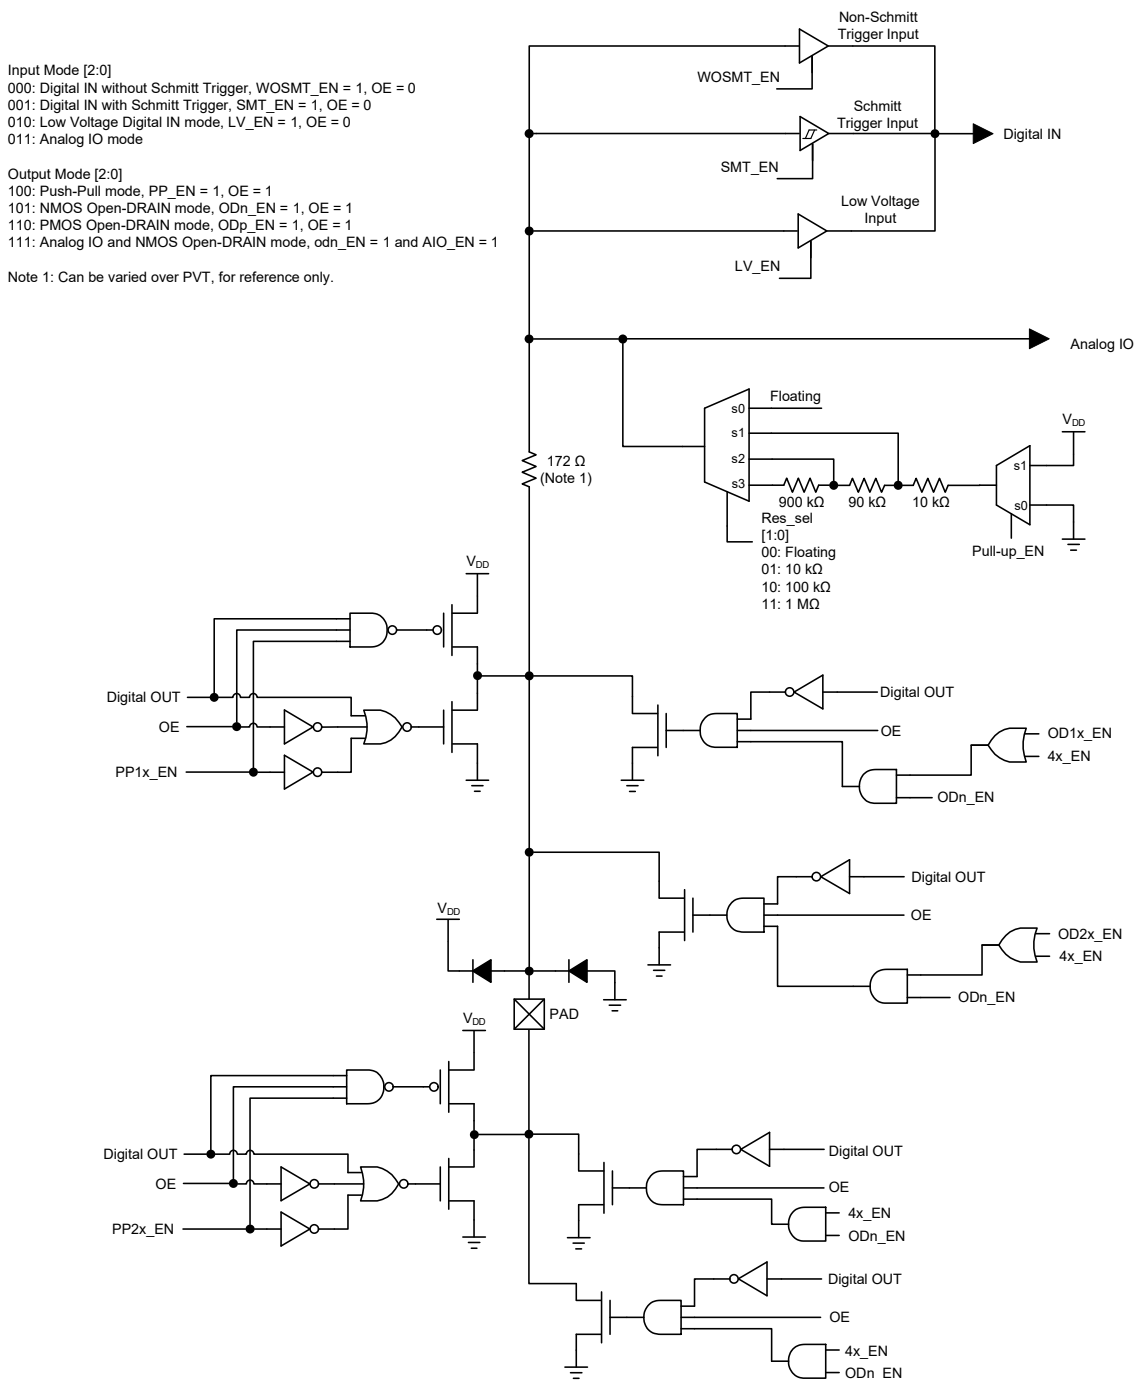 Non-Schmitt
Trigger Input
WOSMT_EN
Input Mode [2:0]
000: Digital IN without Schmitt Trigger, WOSMT_EN = 1, OE = 0
001: Digital IN with Schmitt Trigger, SMT_EN = 1, OE = 0
010: Low Voltage Digital IN mode, LV_EN = 1, OE = 0
011: Analog IO mode
Schmitt
Trigger Input
Digital IN
SMT_EN
Output Mode [2:0]
100: Push-Pull mode, PP_EN = 1, OE = 1
101: NMOS Open-DRAIN mode, ODn_EN = 1, OE = 1
110: PMOS Open-DRAIN mode, ODp_EN = 1, OE = 1
111: Analog IO and NMOS Open-DRAIN mode, odn_EN = 1 and AIO_EN = 1
Low Voltage
Input
LV_EN
Note 1: Can be varied over PVT, for reference only.
Analog IO
Floating
s0
s1
s2
s3
VDD
s1
s0
172 Ω
(Note 1)
900 kΩ
90 kΩ
10 kΩ
Pull-up_EN
Res_sel
[1:0]
00: Floating
01: 10 kΩ
10: 100 kΩ
11: 1 MΩ
VDD
Digital OUT
OE
PP1x_EN
Digital OUT
OE
OD1x_EN
4x_EN
ODn_EN
Digital OUT
OE
OD2x_EN
4x_EN
ODn_EN
VDD
PAD
VDD
Digital OUT
OE
PP2x_EN
Digital OUT
OE
4x_EN
ODn_EN
Digital OUT
OE
4x_EN
ODn_EN